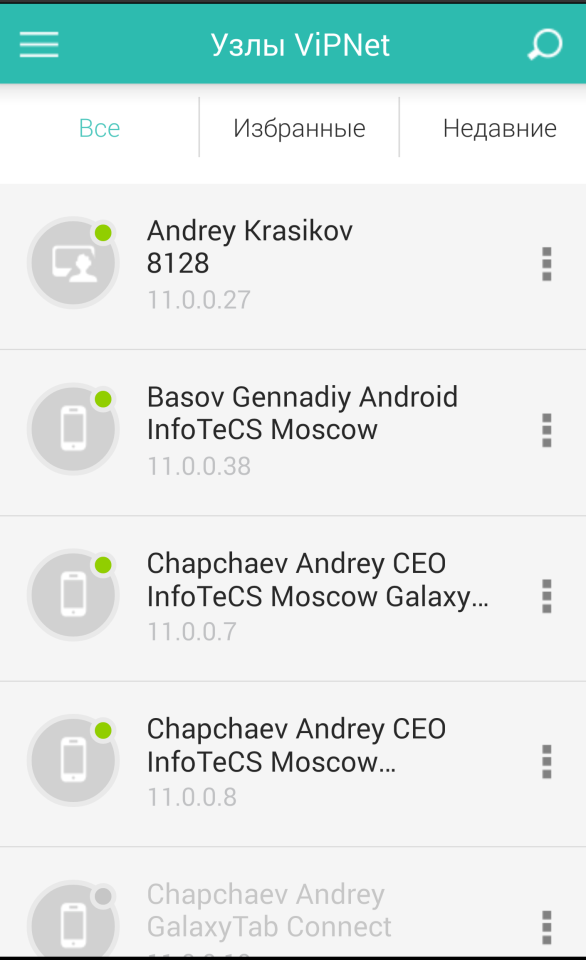 Узлы ViPNet
Все
Избранные
Недавние
Andrey Krasikov
8128
11.0.0.27
Basov Gennadiy Android
InfoTeCS Moscow
11.0.0.38
Chapchaev Andrey CEO
InfoTeCS Moscow Galaxy...
11.0.0.7
Chapchaev Andrey CEO
InfoTeCS Moscow...
11.0.0.8
Chapchaev Andrey
GalaxyTab Connect